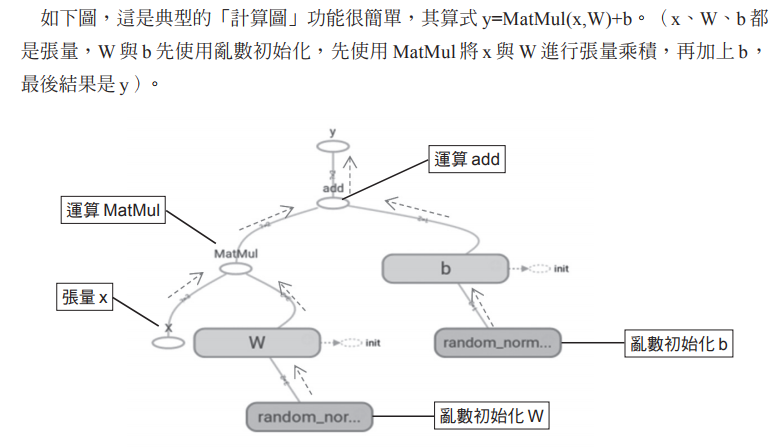 如下圖，這是典型的「計算圖」功能很簡單，其算式 y=MatMul(x,W)+b。（x、W、b 都
是張量，W 與 b 先使用亂數初始化，先使用 MatMul 將 x 與 W 進行張量乘積，再加上 b，
最後結果是 y）。
y
運算 add
add
運算 MatMul
MatMul
b
init
張量 x
x
W
init
random_norm...
亂數初始化 b
random_nor...
亂數初始化 W